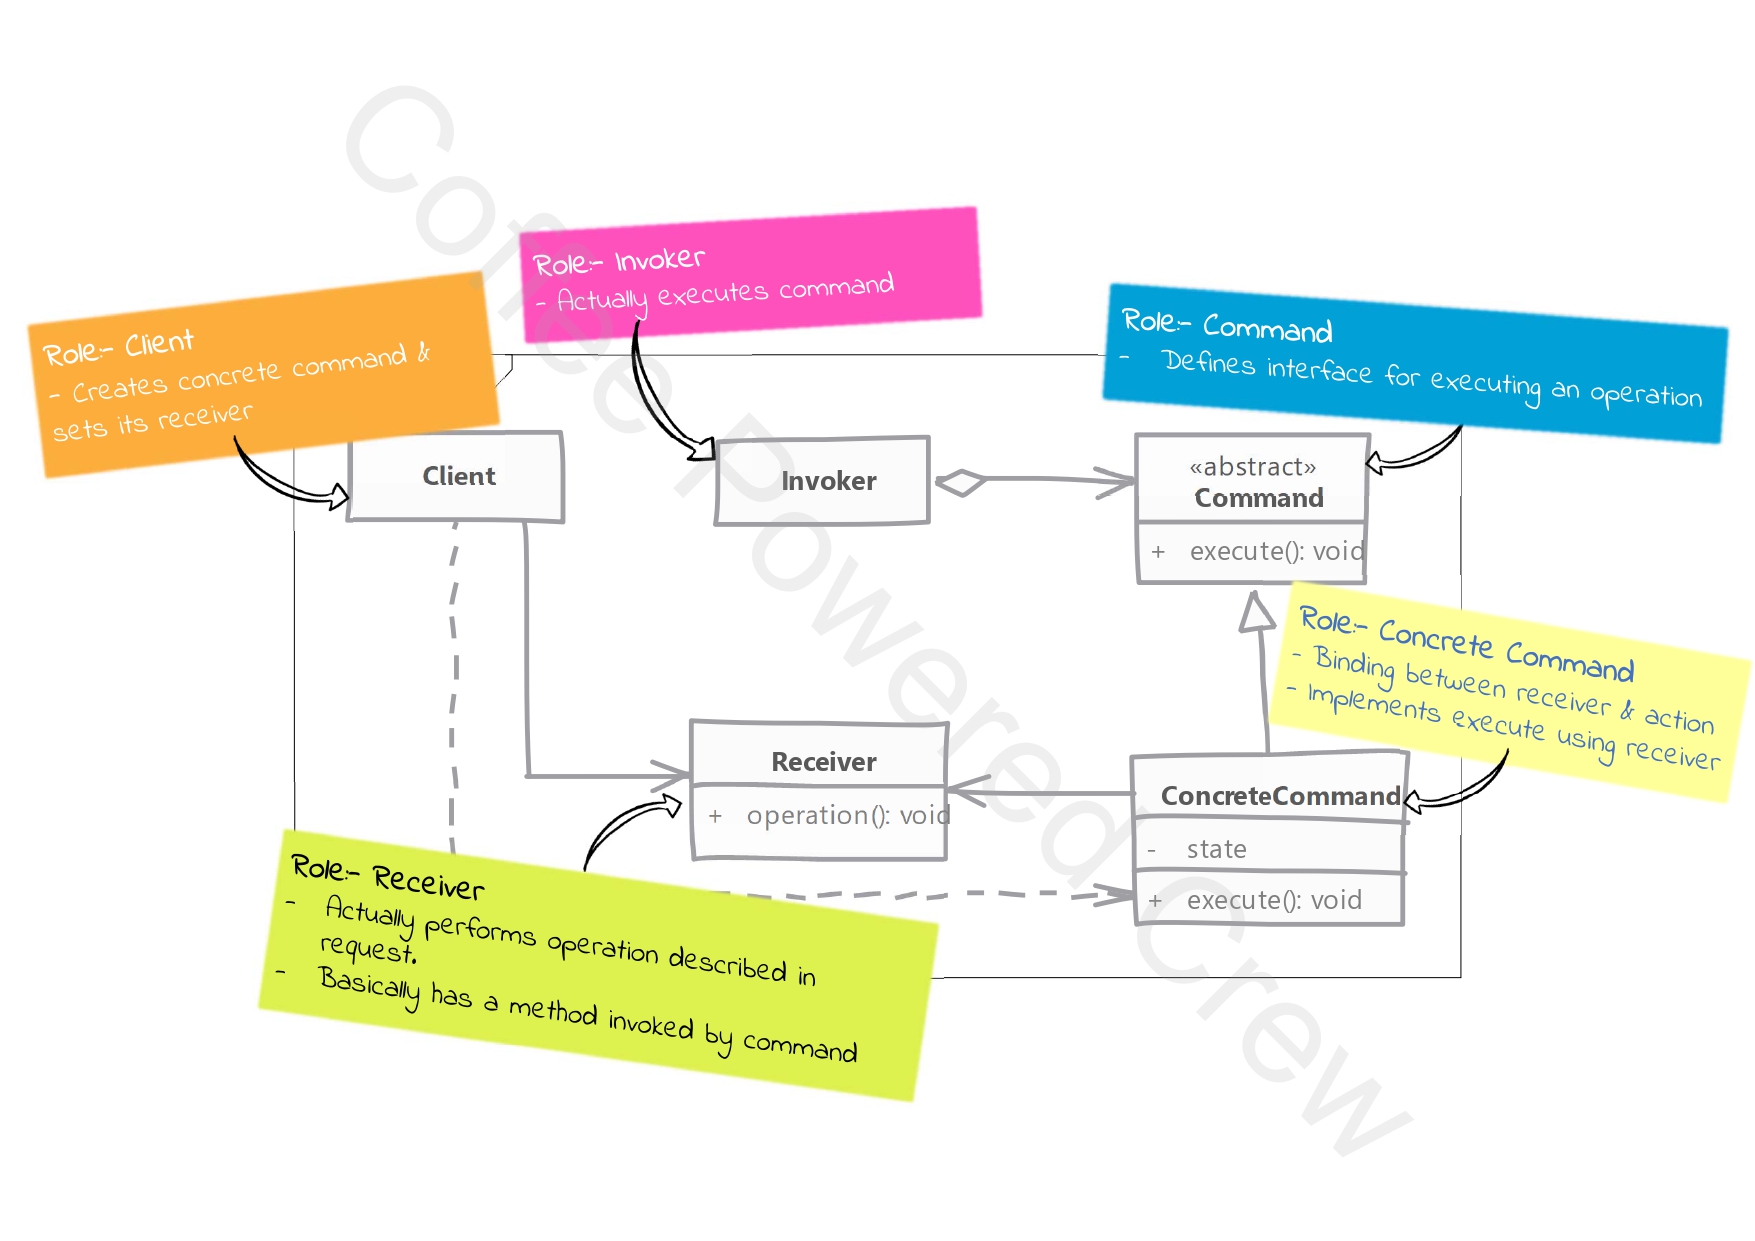 Role:- Invoker
- Actually executes command
Role:- Client
- Creates concrete command &
sets its receiver
Role:- Command
- Defines interface for executing an operation
Client
Invoker
«abstract»
Command
+ execute(): void
Role:- Concrete Command
- Binding between receiver & action
- Implements execute using receiver
Receiver
+ operation(): void
ConcreteCommand
- state
+ execute(): void
Role:- Receiver
- Actually performs operation described in
request.
- Basically has a method invoked by command
Coffee Powered Crew